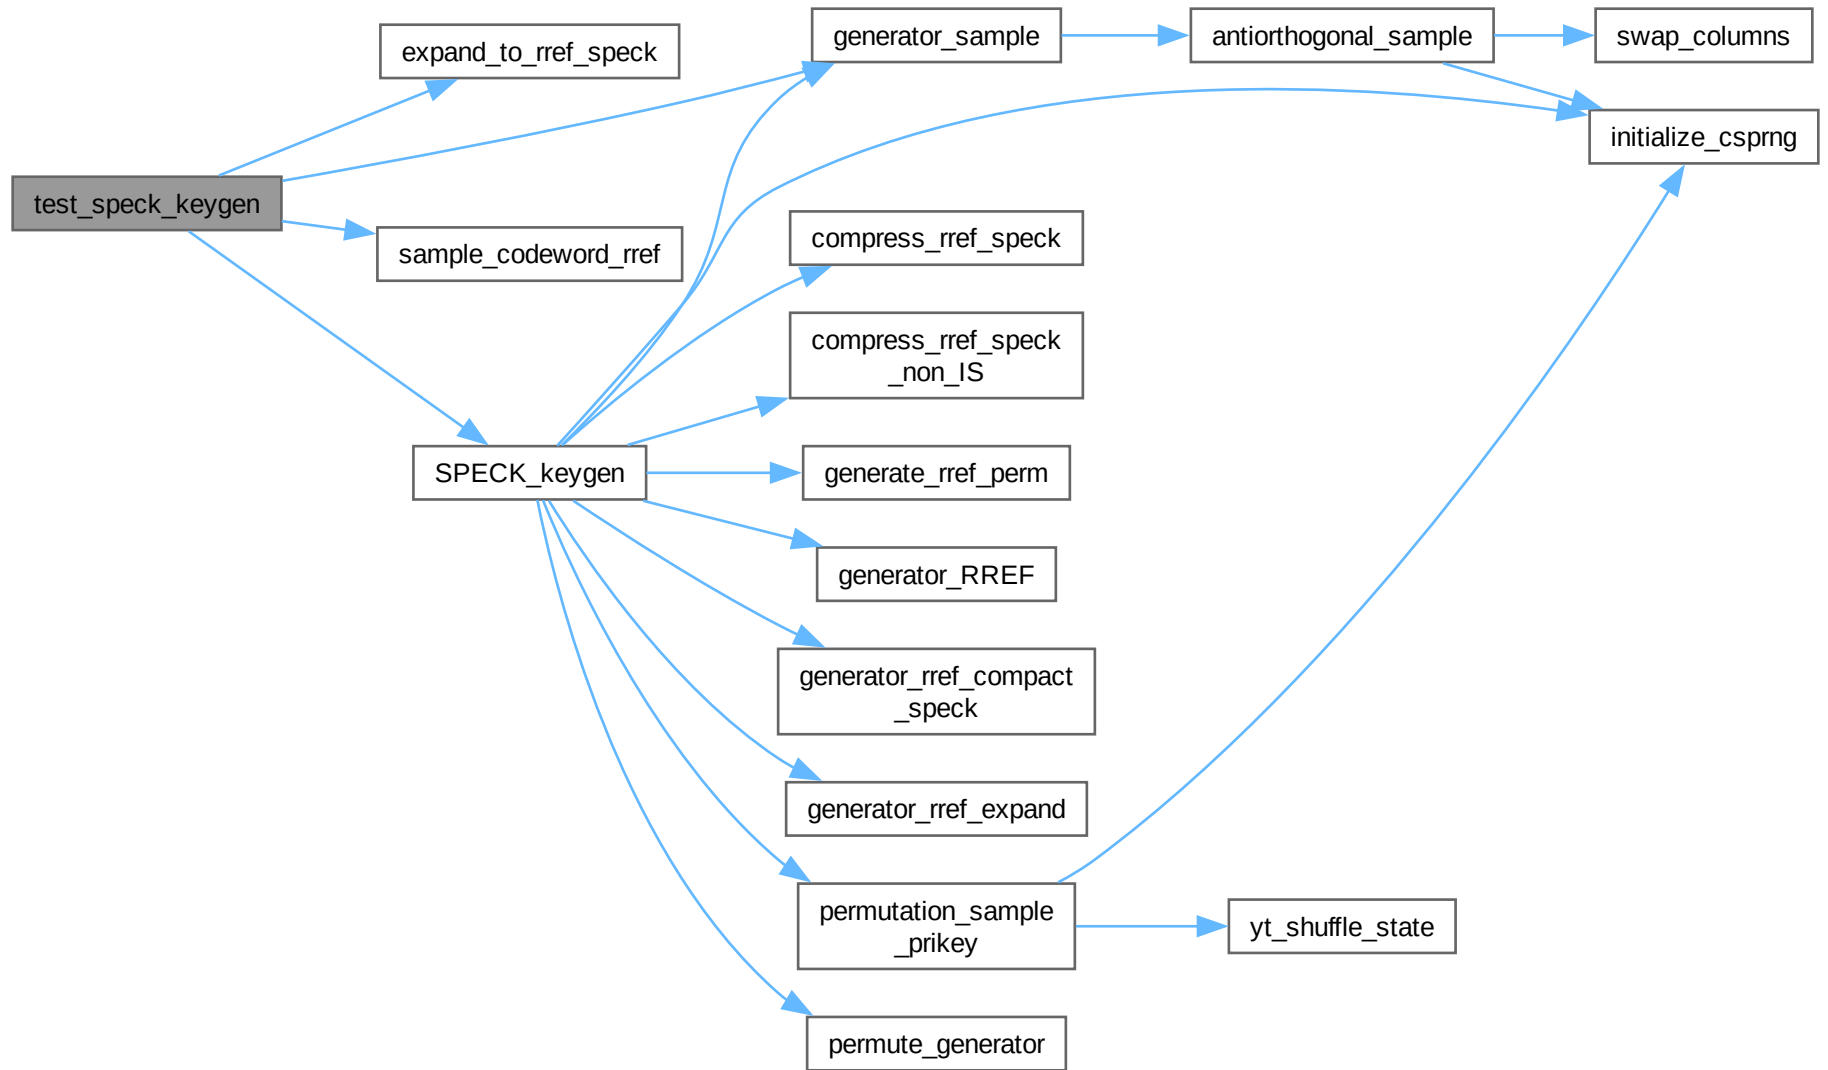 test_speck_keygen
expand_to_rref_speck
generator_sample
antiorthogonal_sample
swap_columns
initialize_csprng
sample_codeword_rref
SPECK_keygen
compress_rref_speck
compress_rref_speck
_non_IS
generate_rref_perm
generator_RREF
generator_rref_compact
_speck
generator_rref_expand
permutation_sample
_prikey
yt_shuffle_state
permute_generator